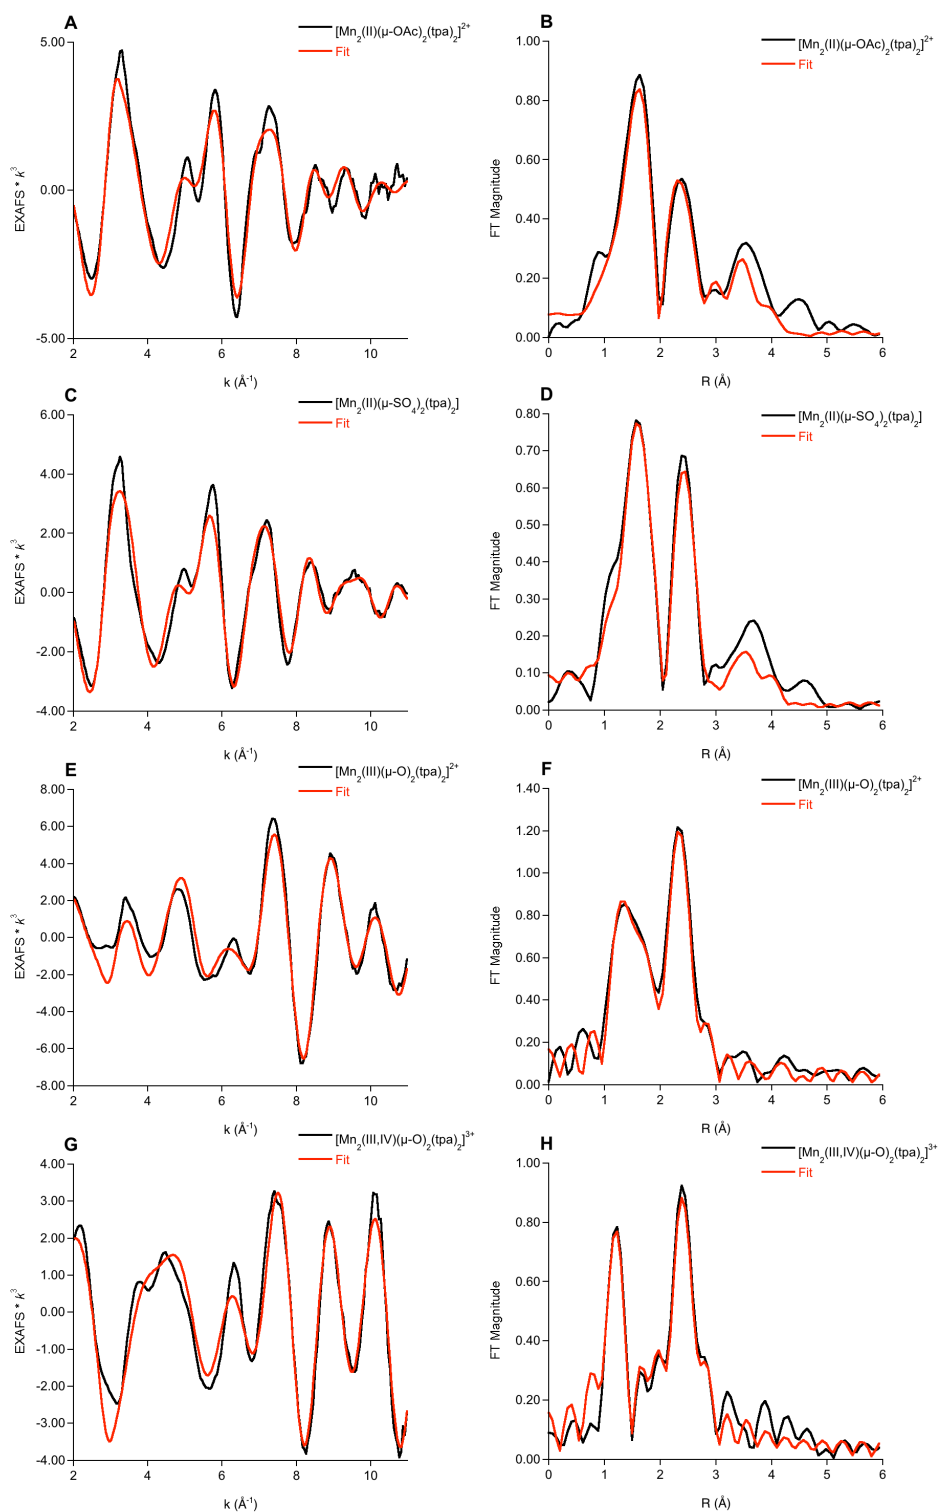 A
[Mn₂(II)(µ-OAc)₂(tpa)₂]²⁺
Fit
5.00
0.00
-5.00
EXAFS * k³
2 4 6 8 10
k (Å⁻¹)
B
[Mn₂(II)(µ-OAc)₂(tpa)₂]²⁺
Fit
1.00
0.80
0.60
0.40
0.20
0.00
FT Magnitude
0 1 2 3 4 5 6
R (Å)
C
[Mn₂(II)(µ-SO₄)₂(tpa)₂]
Fit
6.00
4.00
2.00
0.00
-2.00
-4.00
EXAFS * k³
2 4 6 8 10
k (Å⁻¹)
D
[Mn₂(II)(µ-SO₄)₂(tpa)₂]
Fit
0.80
0.70
0.60
0.50
0.40
0.30
0.20
0.10
0.00
FT Magnitude
0 1 2 3 4 5 6
R (Å)
E
[Mn₂(III)(µ-O)₂(tpa)₂]²⁺
Fit
8.00
6.00
4.00
2.00
0.00
-2.00
-4.00
-6.00
-8.00
EXAFS * k³
2 4 6 8 10
k (Å⁻¹)
F
[Mn₂(III)(µ-O)₂(tpa)₂]²⁺
Fit
1.40
1.20
1.00
0.80
0.60
0.40
0.20
0.00
FT Magnitude
0 1 2 3 4 5 6
R (Å)
G
[Mn₂(III,IV)(µ-O)₂(tpa)₂]³⁺
Fit
4.00
3.00
2.00
1.00
0.00
-1.00
-2.00
-3.00
-4.00
EXAFS * k³
2 4 6 8 10
k (Å⁻¹)
H
[Mn₂(III,IV)(µ-O)₂(tpa)₂]³⁺
Fit
1.00
0.80
0.60
0.40
0.20
0.00
FT Magnitude
0 1 2 3 4 5 6
R (Å)